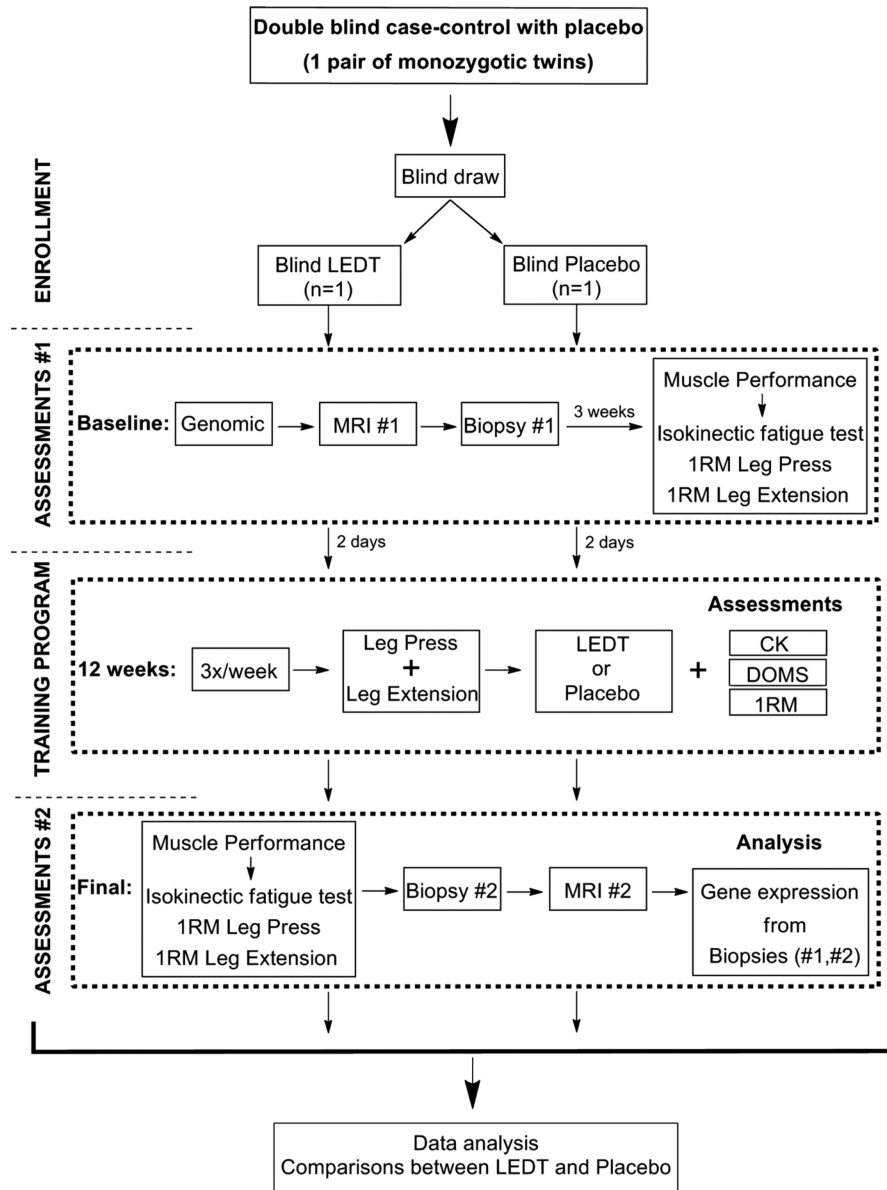 Double blind case-control with placebo
(1 pair of monozygotic twins)
ENROLLMENT
Blind draw
Blind LEDT
(n=1)
Blind Placebo
(n=1)
ASSESSMENTS #1
Baseline:
Genomic
MRI #1
Biopsy #1
3 weeks
Muscle Performance
Isokinectic fatigue test
1RM Leg Press
1RM Leg Extension
2 days
2 days
TRAINING PROGRAM
12 weeks:
3x/week
Leg Press
+
Leg Extension
LEDT
or
Placebo
+
Assessments
CK
DOMS
1RM
ASSESSMENTS #2
Final:
Muscle Performance
Isokinectic fatigue test
1RM Leg Press
1RM Leg Extension
Biopsy #2
MRI #2
Analysis
Gene expression
from
Biopsies (#1,#2)
Data analysis
Comparisons between LEDT and Placebo